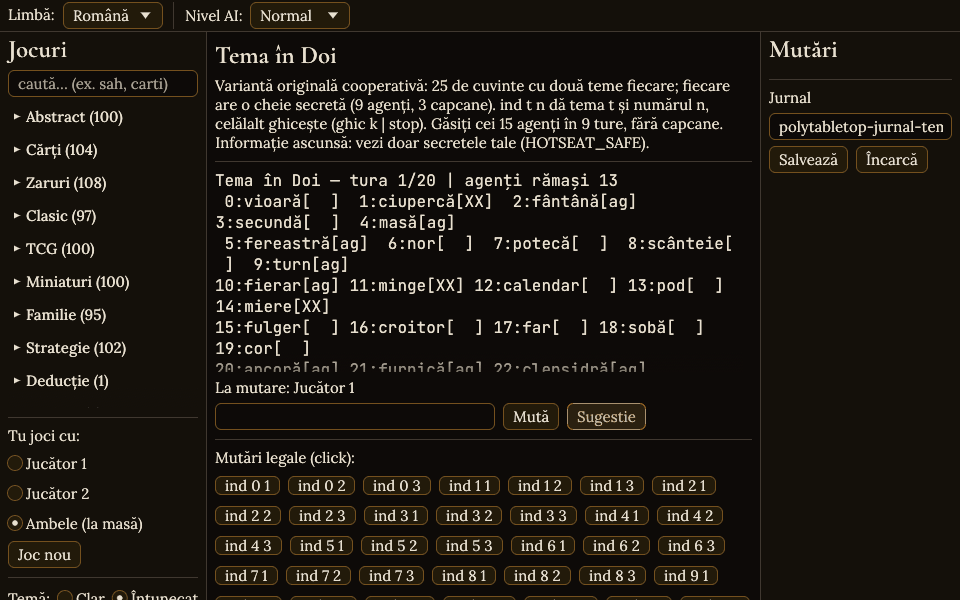 Limbă: Română ▼ Nivel AI: Normal ▼
Jocuri
caută... (ex. sah, carti)
▸ Abstract (100)
▸ Cărți (104)
▸ Zaruri (108)
▸ Clasic (97)
▸ TCG (100)
▸ Miniaturi (100)
▸ Familie (95)
▸ Strategie (102)
▸ Deducție (1)
Tu joci cu:
Jucător 1
Jucător 2
Ambele (la masă)
Joc nou
Temă: Clar Întunecat
Tema în Doi
Variantă originală cooperativă: 25 de cuvinte cu două teme fiecare; fiecare
are o cheie secretă (9 agenți, 3 capcane). ind t n dă tema t și numărul n,
celălalt ghicește (ghic k | stop). Găsiți cei 15 agenți în 9 ture, fără capcane.
Informație ascunsă: vezi doar secretele tale (HOTSEAT_SAFE).
Tema în Doi — tura 1/20 | agenți rămași 13
0:vioară[  ]  1:ciupercă[XX]  2:fântână[ag]
3:secundă[  ]  4:masă[ag]
5:fereastră[ag]  6:nor[  ]  7:potecă[  ]  8:scânteie[
]  9:turn[ag]
10:fierar[ag] 11:minge[XX] 12:calendar[  ] 13:pod[  ]
14:miere[XX]
15:fulger[  ] 16:croitor[  ] 17:far[  ] 18:sobă[  ]
19:cor[  ]
20:ancoră[ag] 21:furnică[ag] 22:clepsidră[ag]
La mutare: Jucător 1
Mută Sugestie
Mutări legale (click):
ind 0 1 ind 0 2 ind 0 3 ind 1 1 ind 1 2 ind 1 3 ind 2 1
ind 2 2 ind 2 3 ind 3 1 ind 3 2 ind 3 3 ind 4 1 ind 4 2
ind 4 3 ind 5 1 ind 5 2 ind 5 3 ind 6 1 ind 6 2 ind 6 3
ind 7 1 ind 7 2 ind 7 3 ind 8 1 ind 8 2 ind 8 3 ind 9 1
Mutări
Jurnal
polytabletop-jurnal-tem
Salvează Încarcă